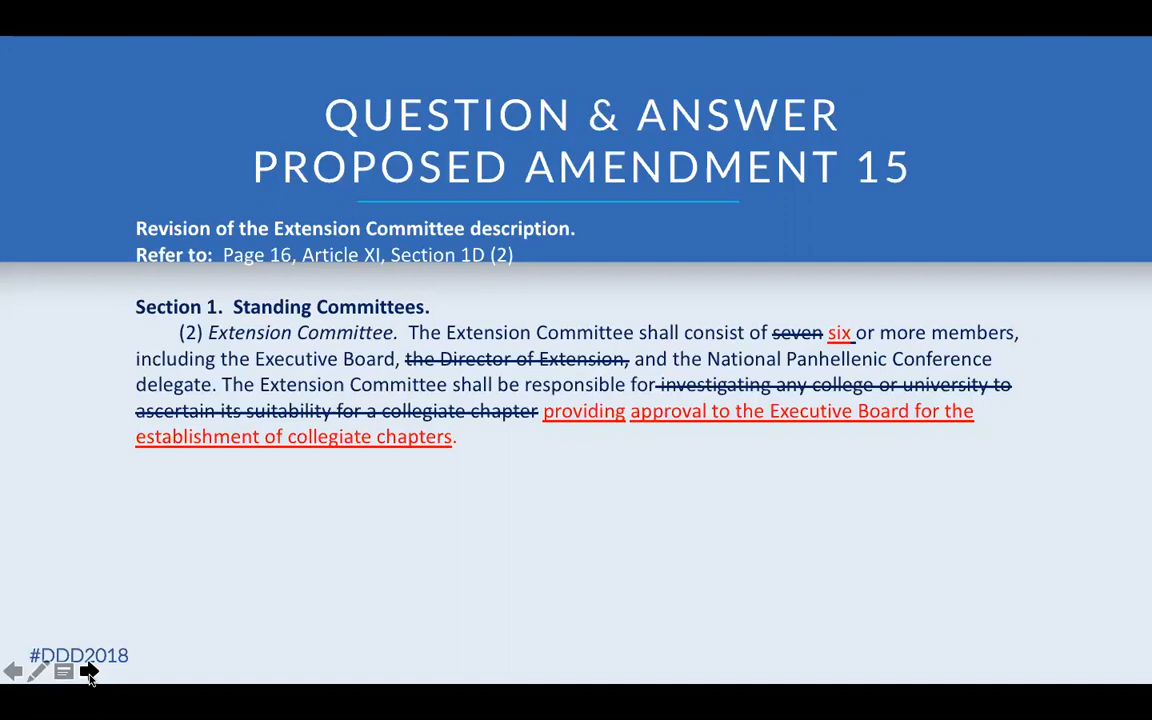 QUESTION & ANSWER
PROPOSED AMENDMENT 15
Revision of the Extension Committee description.
Refer to: Page 16, Article XI, Section 1D (2)
Section 1. Standing Committees.
(2) Extension Committee. The Extension Committee shall consist of seven six or more members,
including the Executive Board, the Director of Extension, and the National Panhellenic Conference
delegate. The Extension Committee shall be responsible for investigating any college or university to
ascertain its suitability for a collegiate chapter providing approval to the Executive Board for the
establishment of collegiate chapters.
#DDD2018